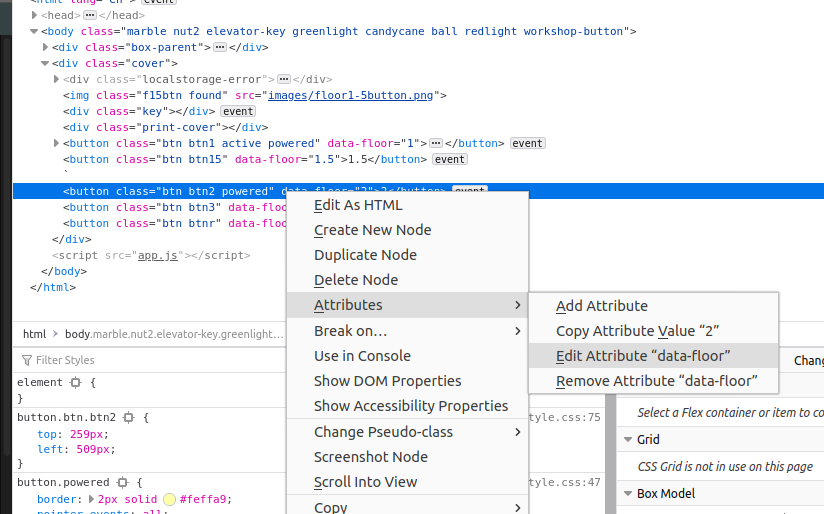 <html lang="en"> event
<head> ... </head>
<body class="marble nut2 elevator-key greenlight candycane ball redlight workshop-button">
<div class="box-parent"> ... </div>
<div class="cover">
<div class="localstorage-error"> ... </div>
<img class="f15btn found" src="images/floor1-5button.png">
<div class="key"></div> event
<div class="print-cover"></div>
<button class="btn btn1 active powered" data-floor="1"> ... </button> event
<button class="btn btn15" data-floor="1.5">1.5</button> event
`
<button class="btn btn2 powered" data-floor="2">2</button> event
<button class="btn btn3" data-floo
<button class="btn btnr" data-floo
</div>
<script src="app.js"></script>
</body>
</html>
Edit As HTML
Create New Node
Duplicate Node
Delete Node
Attributes
Break on…
Use in Console
Show DOM Properties
Show Accessibility Properties
Change Pseudo-class
Screenshot Node
Scroll Into View
Copy
Add Attribute
Copy Attribute Value “2”
Edit Attribute “data-floor”
Remove Attribute “data-floor”
html > body.marble.nut2.elevator-key.greenlight…
Filter Styles
element {
}
button.btn.btn2 {
style.css:75
top: 259px;
left: 509px;
}
button.powered {
style.css:47
border: 2px solid #feffa9;
pointer-events: all;
Chang
Select a Flex container or item to co
Grid
CSS Grid is not in use on this page
Box Model